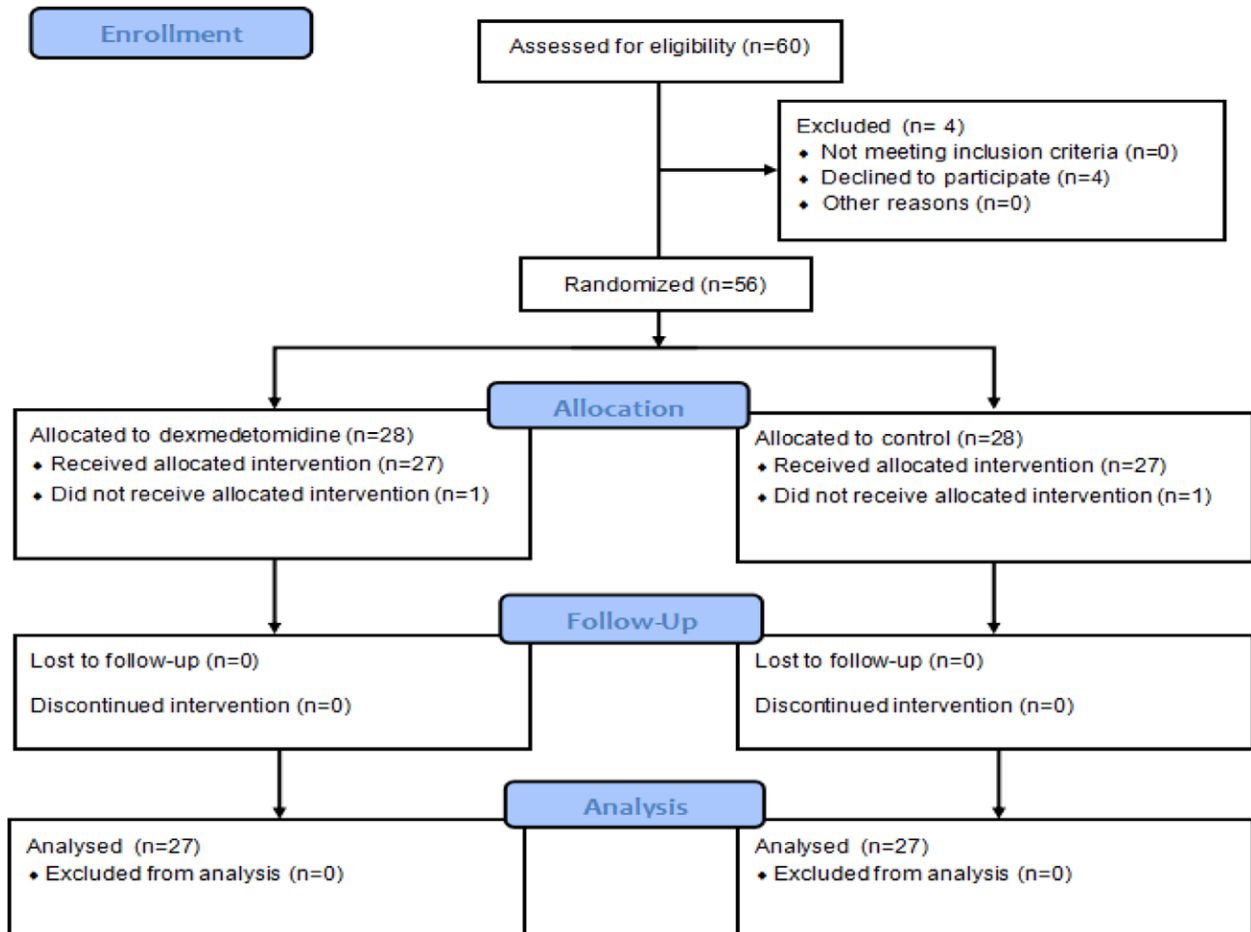 Enrollment
Assessed for eligibility (n=60)
Excluded (n= 4)
⬥ Not meeting inclusion criteria (n=0)
⬥ Declined to participate (n=4)
⬥ Other reasons (n=0)
Randomized (n=56)
Allocation
Allocated to dexmedetomidine (n=28)
⬥ Received allocated intervention (n=27)
⬥ Did not receive allocated intervention (n=1)
Allocated to control (n=28)
⬥ Received allocated intervention (n=27)
⬥ Did not receive allocated intervention (n=1)
Follow-Up
Lost to follow-up (n=0)
Discontinued intervention (n=0)
Lost to follow-up (n=0)
Discontinued intervention (n=0)
Analysis
Analysed (n=27)
⬥ Excluded from analysis (n=0)
Analysed (n=27)
⬥ Excluded from analysis (n=0)